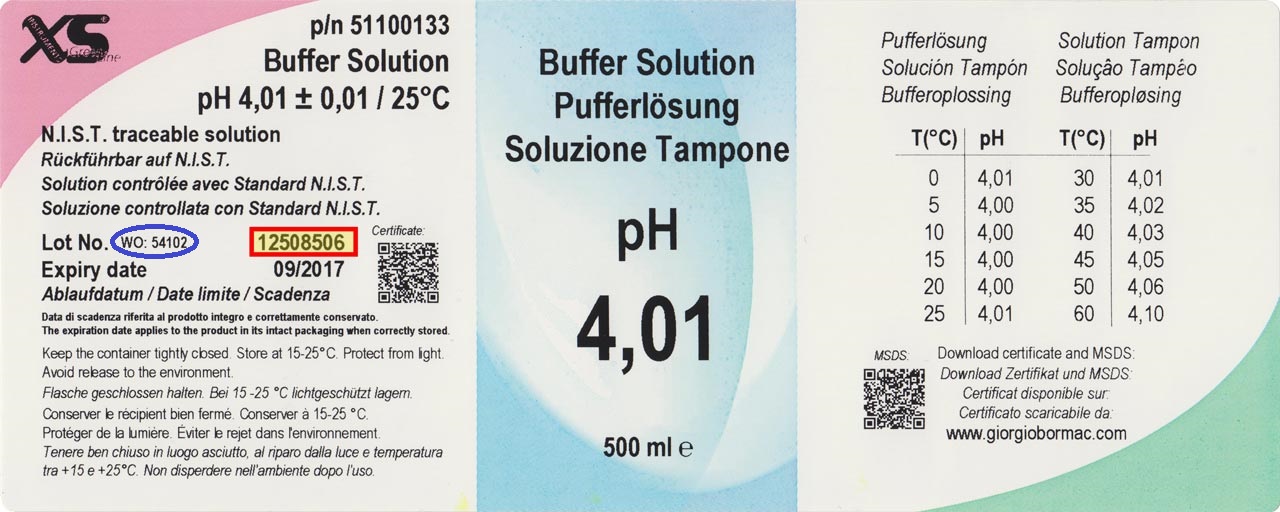 XS®
INSTRUMENTS
Green Line
p/n 51100133
Buffer Solution
pH 4,01 ± 0,01 / 25°C
N.I.S.T. traceable solution
Rückführbar auf N.I.S.T.
Solution contrôlée avec Standard N.I.S.T.
Soluzione controllata con Standard N.I.S.T.
Lot No. WO: 54102 12508506
Certificate:
Expiry date 09/2017
Ablaufdatum / Date limite / Scadenza
Data di scadenza riferita al prodotto integro e correttamente conservato.
The expiration date applies to the product in its intact packaging when correctly stored.
Keep the container tightly closed. Store at 15-25°C. Protect from light.
Avoid release to the environment.
Flasche geschlossen halten. Bei 15 -25 °C lichtgeschützt lagern.
Conserver le récipient bien fermé. Conserver à 15-25 °C.
Protéger de la lumière. Éviter le rejet dans l'environnement.
Tenere ben chiuso in luogo asciutto, al riparo dalla luce e temperatura
tra +15 e +25°C. Non disperdere nell'ambiente dopo l'uso.
Buffer Solution
Pufferlösung
Soluzione Tampone
pH
4,01
500 ml e
Pufferlösung Solution Tampon
Solución Tampón Solução Tampéo
Bufferoplossing Bufferopløsing
T(°C) pH T(°C) pH
0 4,01 30 4,01
5 4,00 35 4,02
10 4,00 40 4,03
15 4,00 45 4,05
20 4,00 50 4,06
25 4,01 60 4,10
MSDS:
Download certificate and MSDS:
Download Zertifikat und MSDS:
Certificat disponible sur:
Certificato scaricabile da:
www.giorgiobormac.com